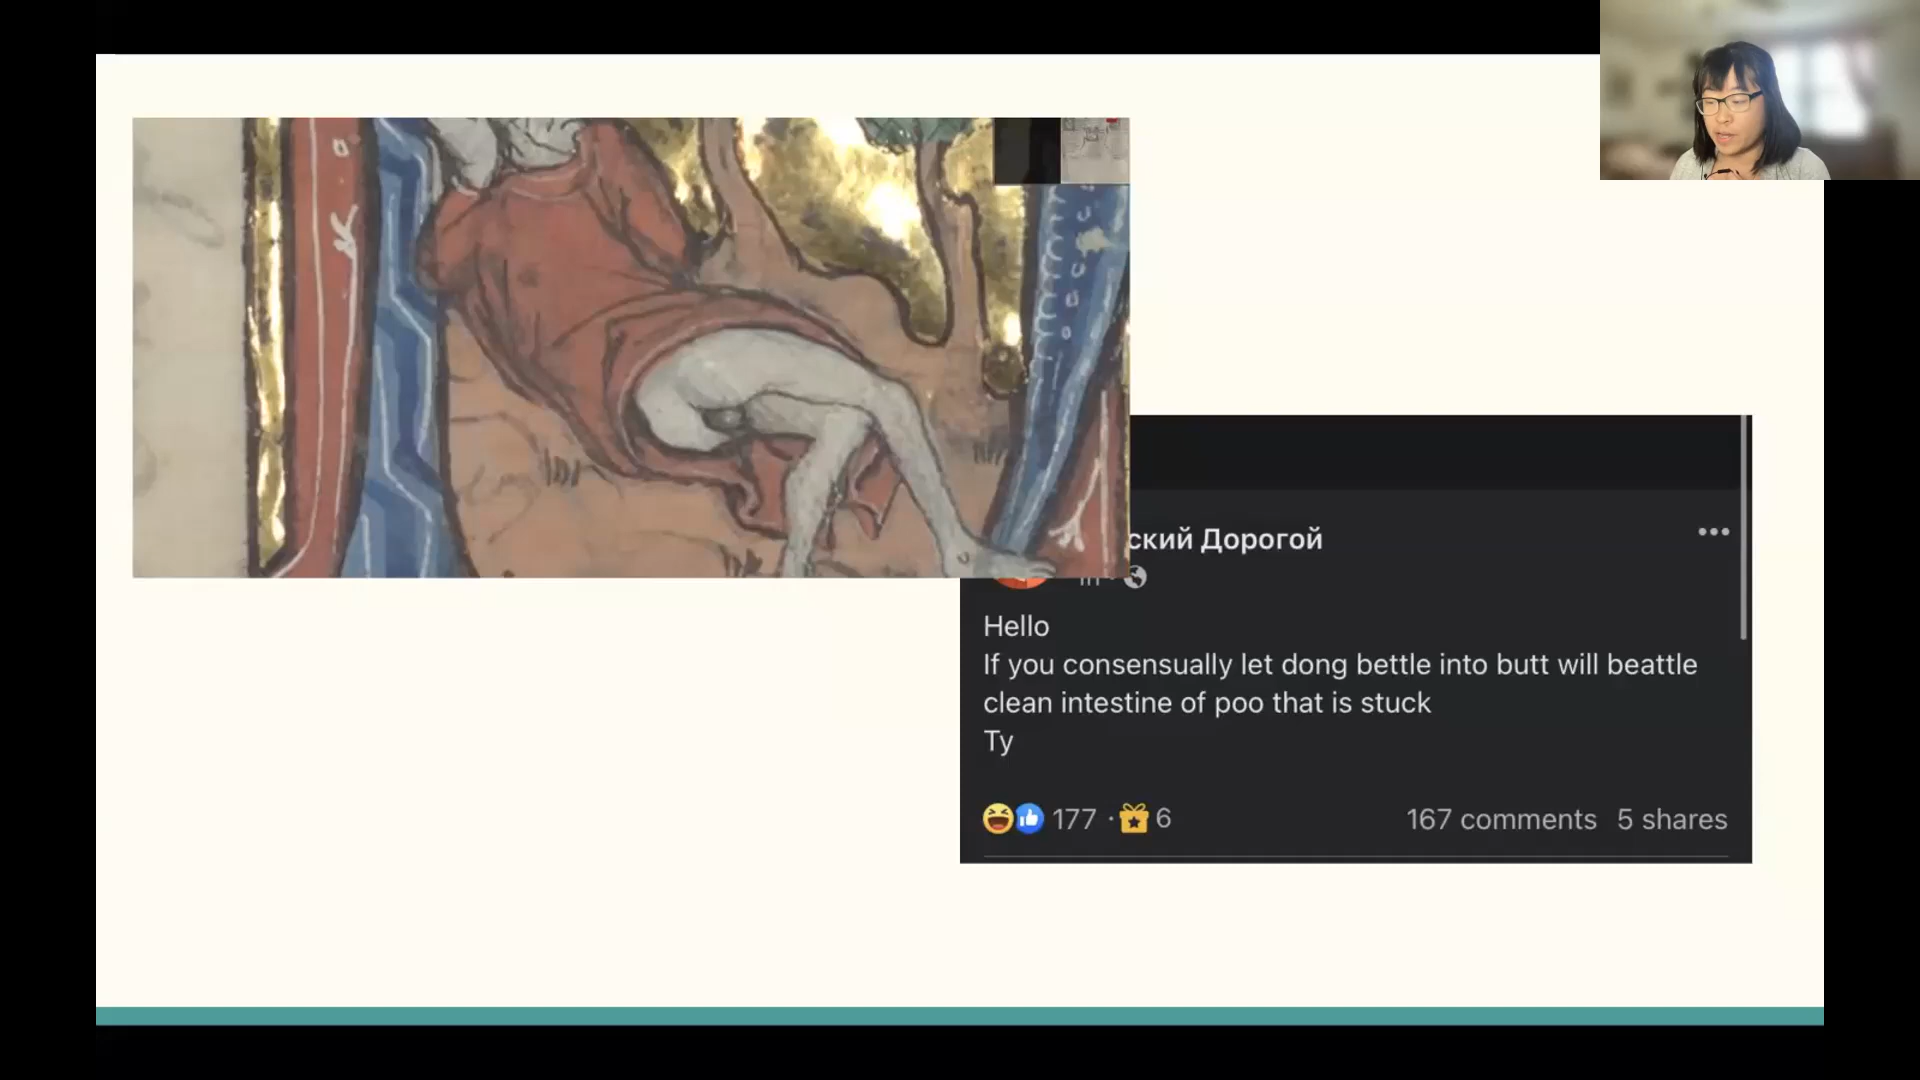 ский Дорогой
Hello
If you consensually let dong bettle into butt will beattle
clean intestine of poo that is stuck
Ty
177 · 6
167 comments 5 shares